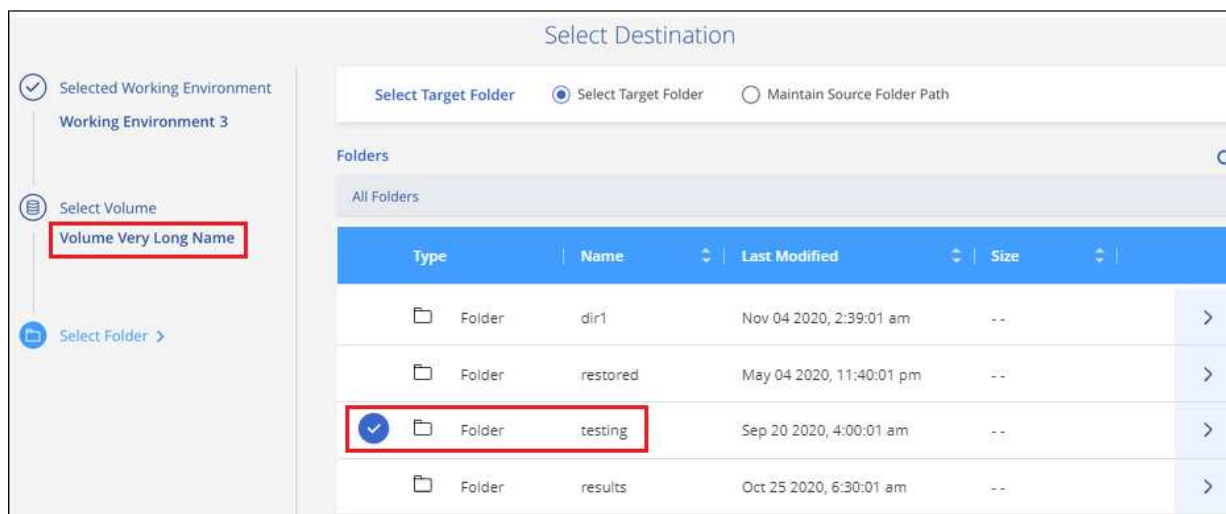 Select Destination
Selected Working Environment
Working Environment 3
Select Volume
Volume Very Long Name
Select Folder >
Select Target Folder Select Target Folder Maintain Source Folder Path
Folders
All Folders
Type Name Last Modified Size
Folder dir1 Nov 04 2020, 2:39:01 am --
Folder restored May 04 2020, 11:40:01 pm --
Folder testing Sep 20 2020, 4:00:01 am --
Folder results Oct 25 2020, 6:30:01 am --